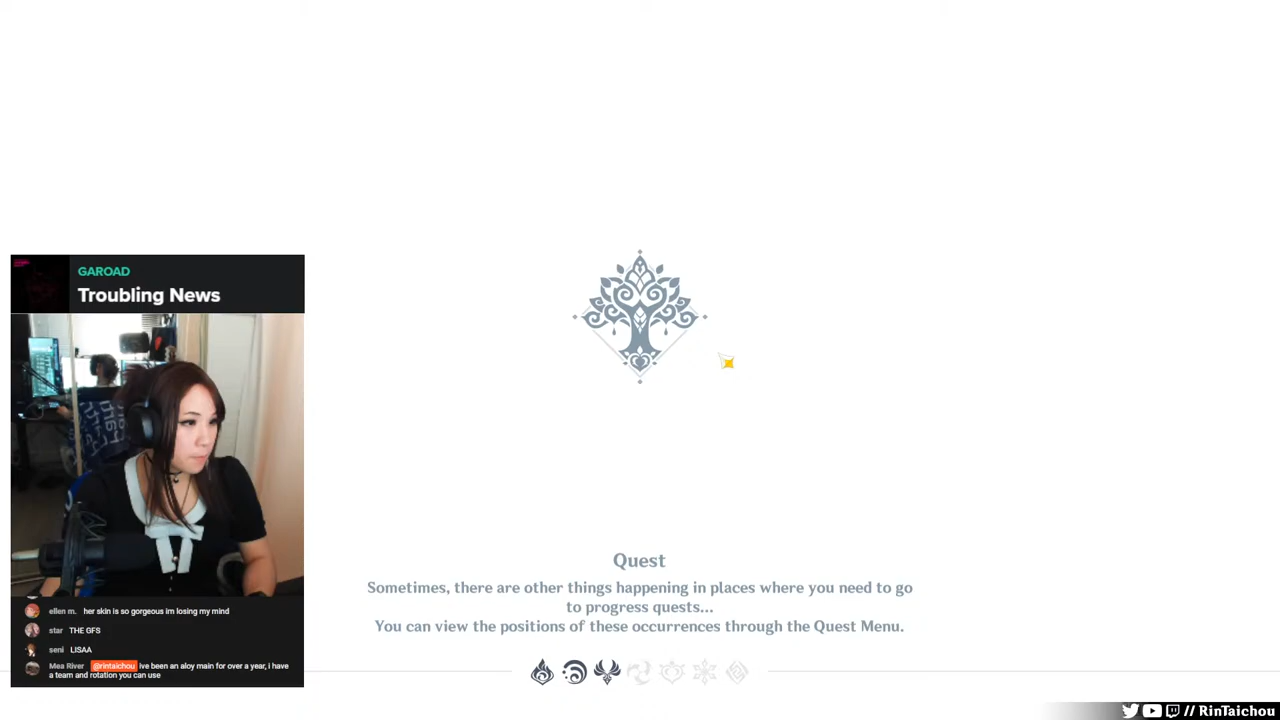 GAROAD
Troubling News
ellen m. her skin is so gorgeous im losing my mind
star THE GFS
seni LISAA
Mea River @rintaichou ive been an aloy main for over a year, i have
a team and rotation you can use
Quest
Sometimes, there are other things happening in places where you need to go
to progress quests...
You can view the positions of these occurrences through the Quest Menu.
// RinTaichou